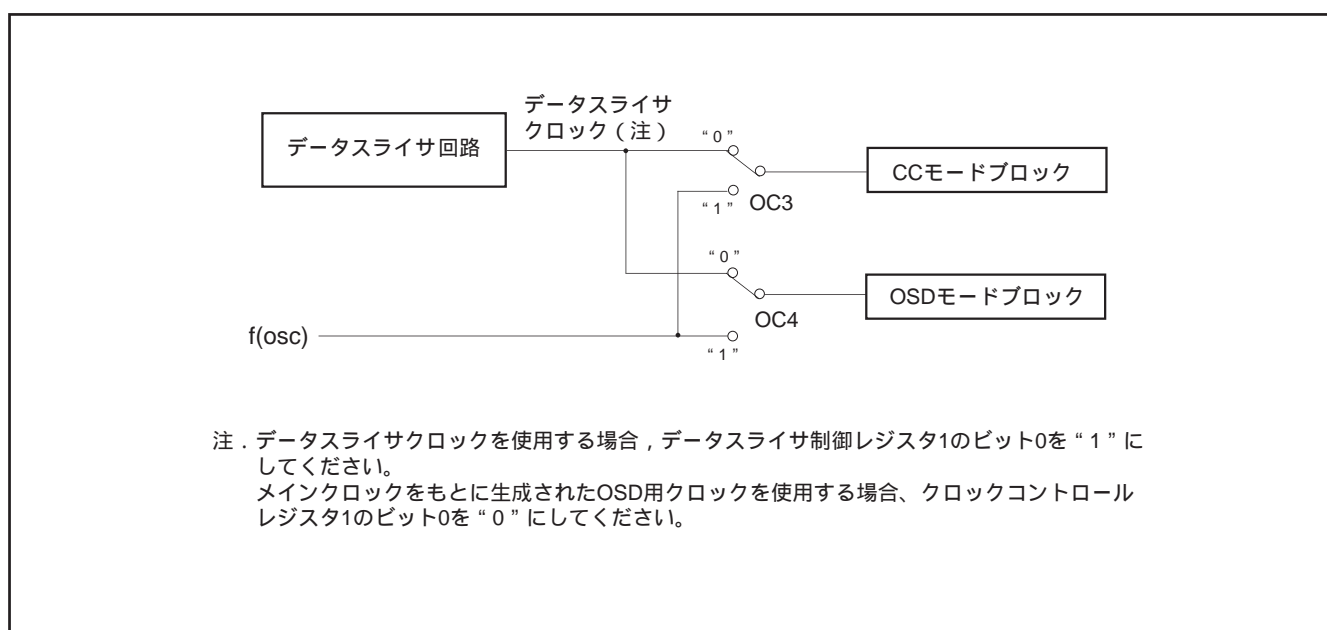 データスライサ
クロック（注）
データスライサ回路
“ 0 ”
CCモードブロック
“ 1 ”
OC3
“ 0 ”
OSDモードブロック
OC4
f(osc)
“ 1 ”
注．データスライサクロックを使用する場合，データスライサ制御レジスタ1のビット0を “ 1 ” に
してください。
メインクロックをもとに生成されたOSD用クロックを使用する場合、クロックコントロール
レジスタ1のビット0を “ 0 ” にしてください。